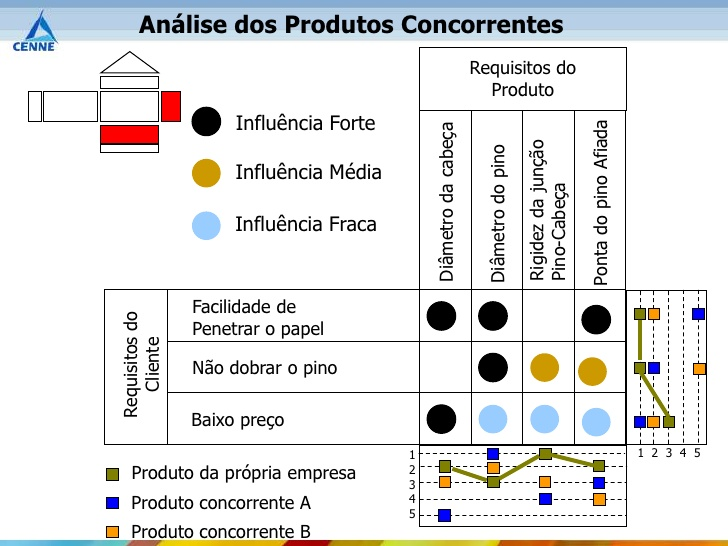 Análise dos Produtos Concorrentes
CENNE
Requisitos do
Produto
Influência Forte
Influência Média
Influência Fraca
Diâmetro da cabeça
Diâmetro do pino
Rigidez da junção
Pino-Cabeça
Ponta do pino Afiada
Requisitos do
Cliente
Facilidade de
Penetrar o papel
Não dobrar o pino
Baixo preço
1 2 3 4 5
1
2
3
4
5
Produto da própria empresa
Produto concorrente A
Produto concorrente B